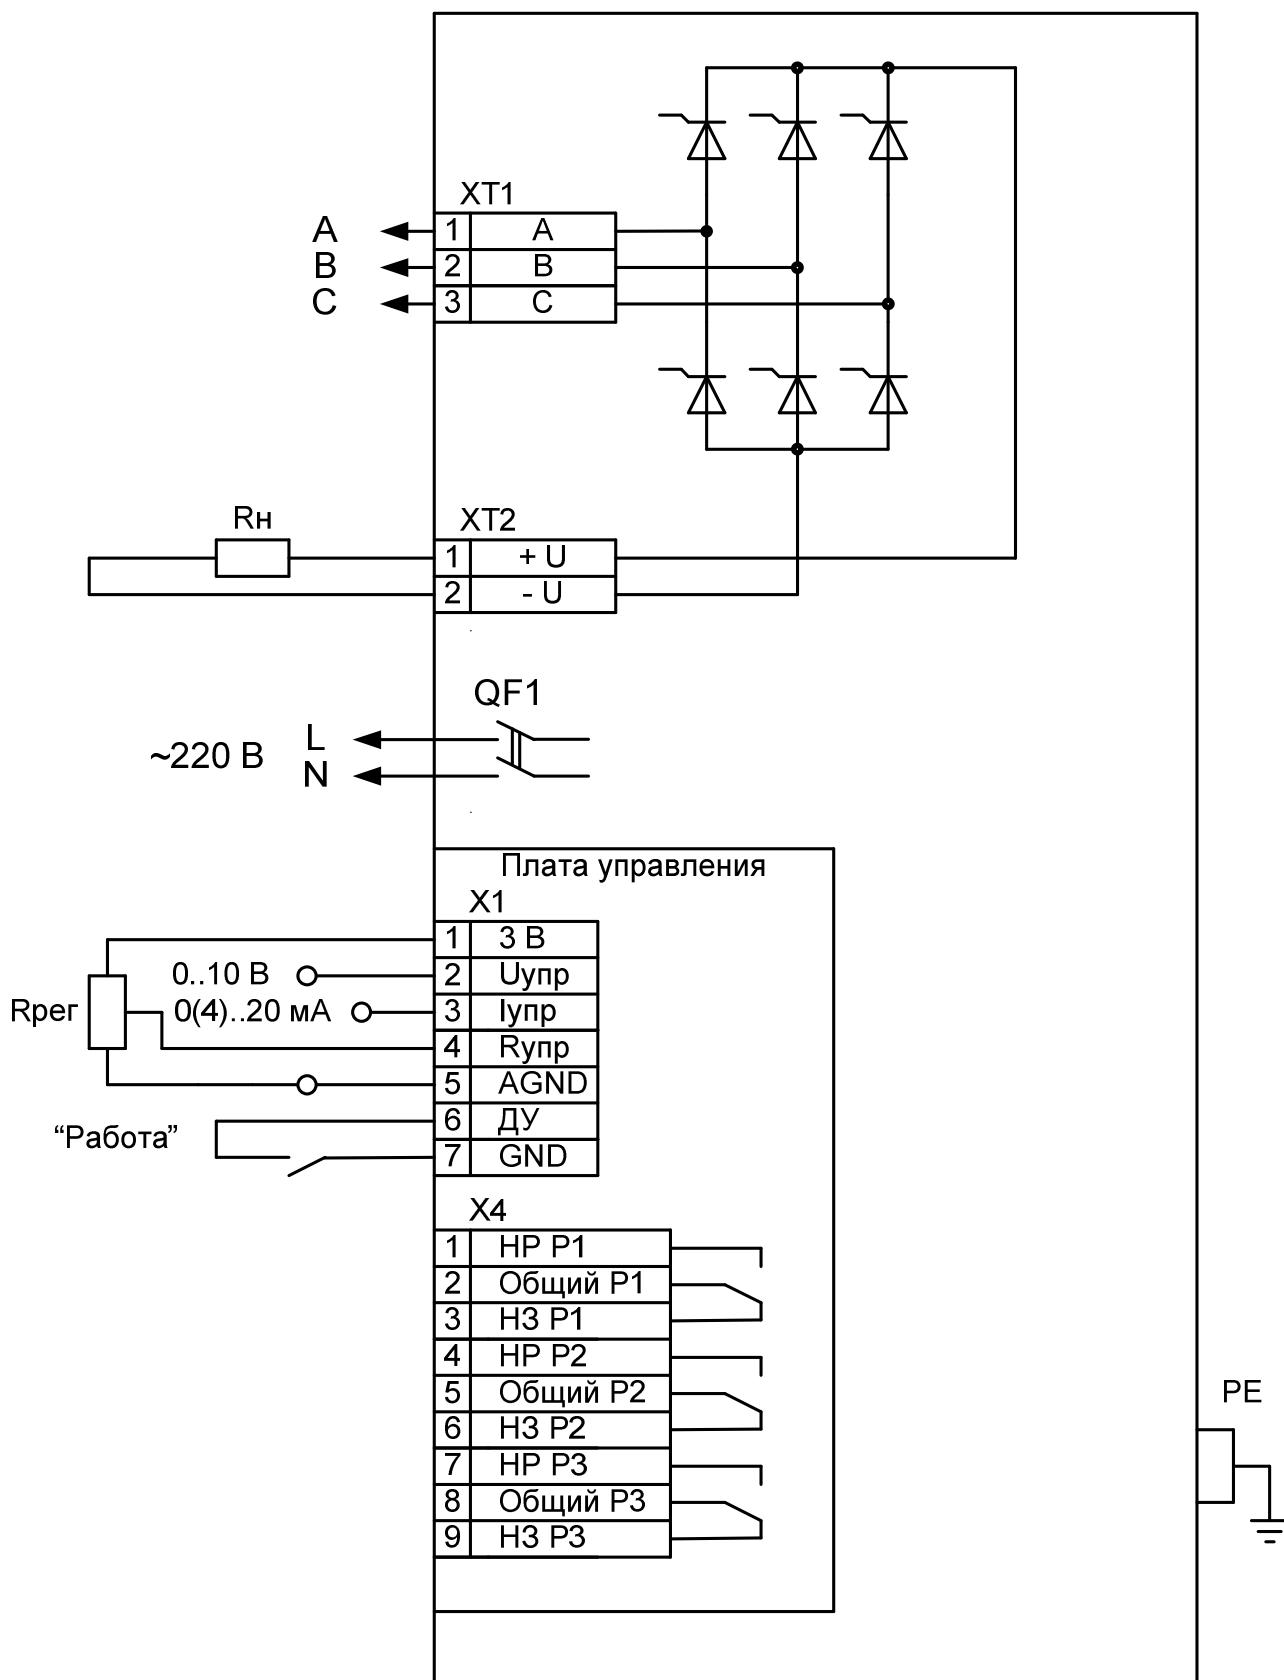 XT1
A 1 A
B 2 B
C 3 C
Rн
XT2
1 + U
2 - U
QF1
~220 В
L
N
Плата управления
X1
1 3 В
0..10 В 2 Uупр
Rрег 0(4)..20 мА 3 Iупр
4 Rупр
5 AGND
6 ДУ
“Работа”
7 GND
X4
1 НР Р1
2 Общий Р1
3 НЗ Р1
4 НР Р2
5 Общий Р2
6 НЗ Р2
7 НР Р3
8 Общий Р3
9 НЗ Р3
PE